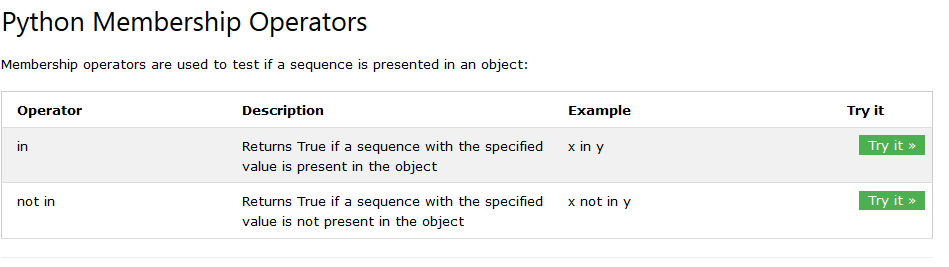 Python Membership Operators
Membership operators are used to test if a sequence is presented in an object:
Operator Description Example Try it
in Returns True if a sequence with the specified x in y Try it »
value is present in the object
not in Returns True if a sequence with the specified x not in y Try it »
value is not present in the object